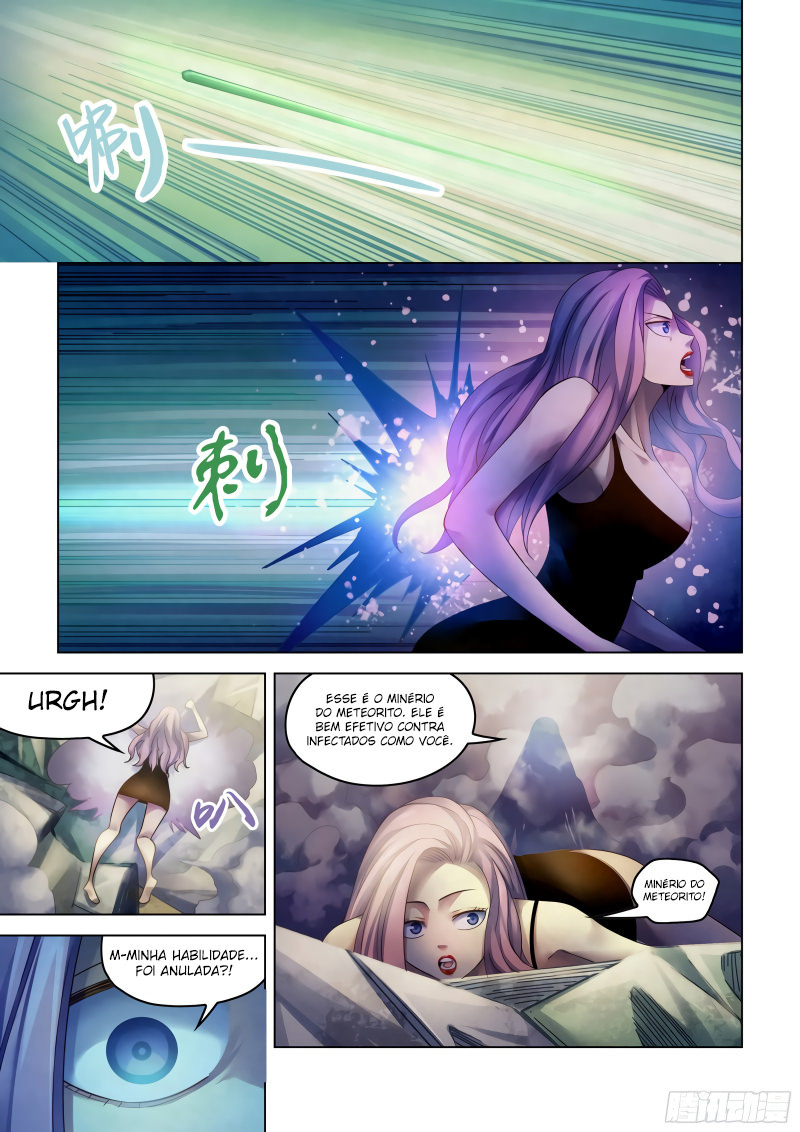 唰
刺
URGH!
叭
ESSE É O MINÉRIO
DO METEORITO. ELE É
BEM EFETIVO CONTRA
INFECTADOS COMO VOCÊ.
MINÉRIO DO
METEORITO!
M-MINHA HABILIDADE...
FOI ANULADA?!
腾讯动漫